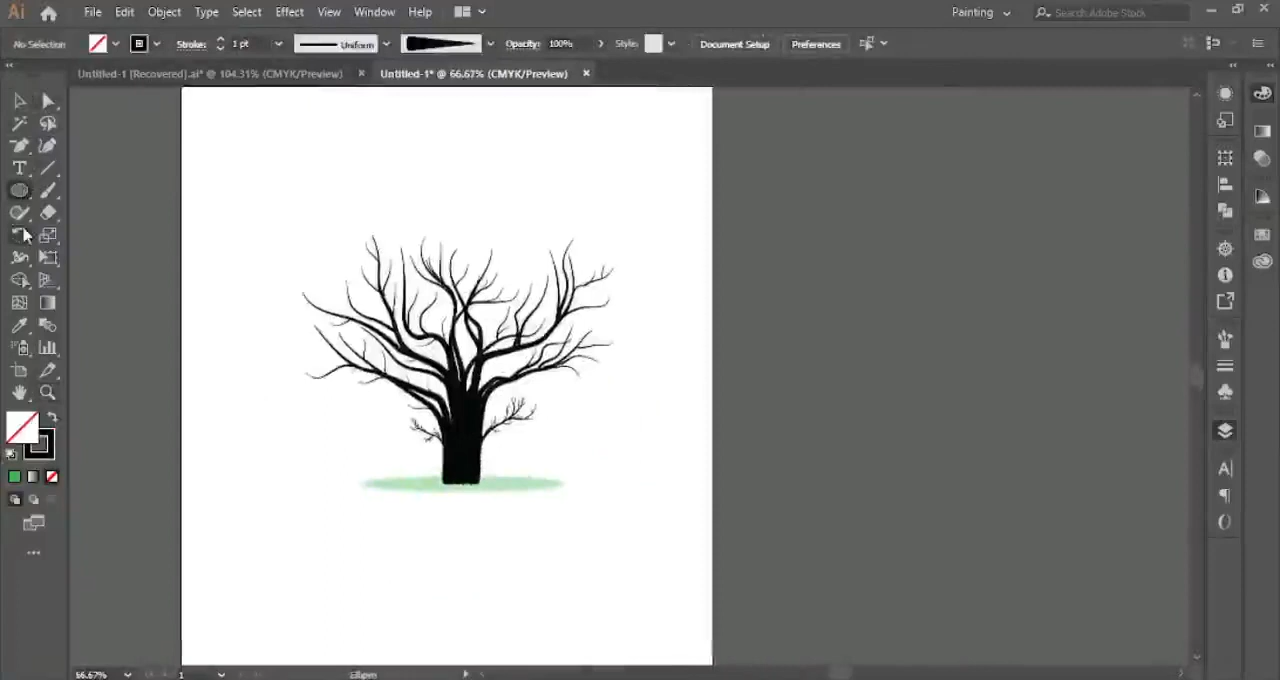 Ai File Edit Object Type Select Effect View Window Help Painting Search Adobe Stock
No Selection Stroke: 1 pt Uniform Opacity: 100% Style: Document Setup Preferences
Untitled-1 [Recovered].ai* @ 104.31% (CMYK/Preview) Untitled-1* @ 66.67% (CMYK/Preview)
66.67% 1 Ellipse